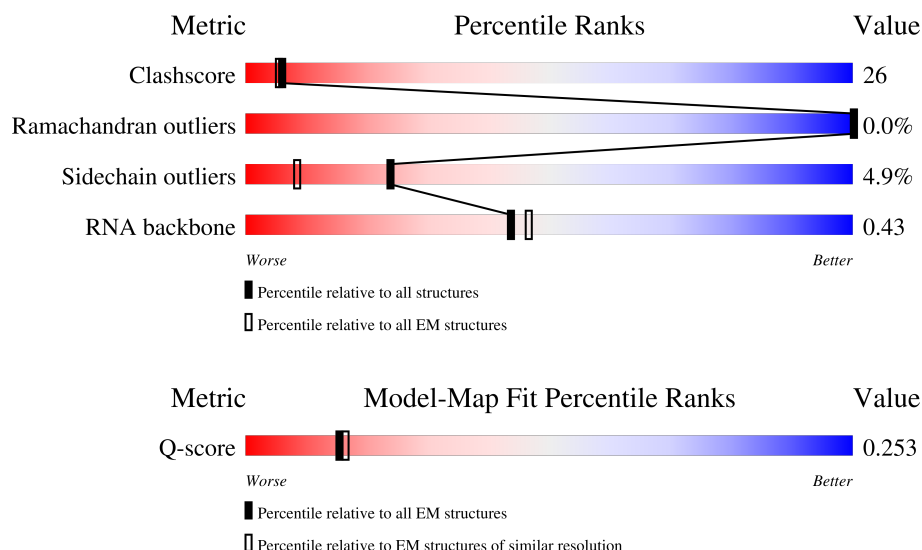 Metric Percentile Ranks Value
Clashscore 26
Ramachandran outliers 0.0%
Sidechain outliers 4.9%
RNA backbone 0.43
Worse Better
Percentile relative to all structures
Percentile relative to all EM structures
Metric Model-Map Fit Percentile Ranks Value
Q-score 0.253
Worse Better
Percentile relative to all EM structures
Percentile relative to EM structures of similar resolution